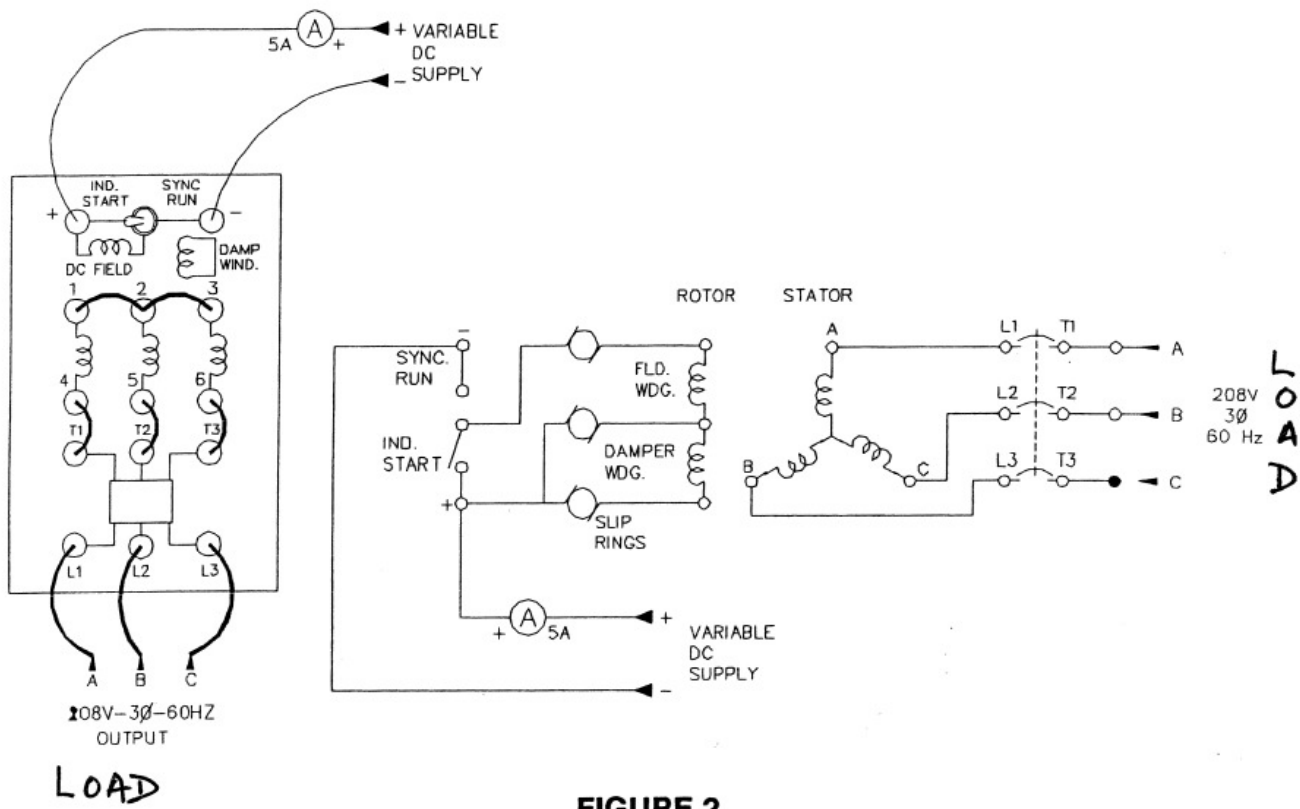 A
5A
+
+ VARIABLE
DC
- SUPPLY
IND.
START
SYNC
RUN
+
-
DC FIELD
DAMP
WIND.
1 2 3
4 5 6
T1 T2 T3
L1 L2 L3
A B C
208V-3Ø-60HZ
OUTPUT
LOAD
ROTOR STATOR
-
SYNC.
RUN
IND.
START
+
FLD.
WDG.
DAMPER
WDG.
SLIP
RINGS
A
B
C
L1 T1
A
L2 T2
B
L3 T3
C
208V
3Ø
60 Hz
LOAD
+ A 5A
+
VARIABLE
DC
SUPPLY
-
FIGURE 2